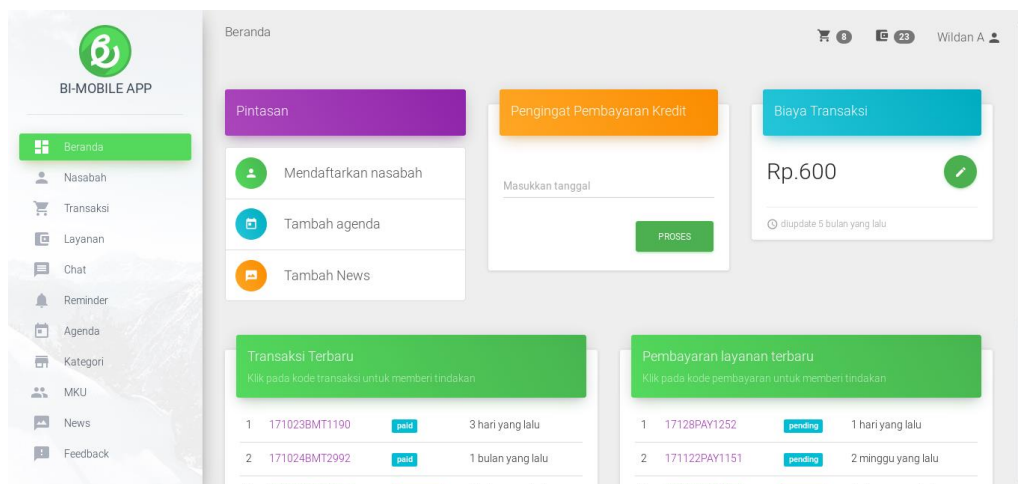 BI-MOBILE APP
Beranda
Nasabah
Transaksi
Layanan
Chat
Reminder
Agenda
Kategori
MKU
News
Feedback
Beranda
8
23
Wildan A
Pintasan
Mendaftarkan nasabah
Tambah agenda
Tambah News
Pengingat Pembayaran Kredit
Masukkan tanggal
PROSES
Biaya Transaksi
Rp.600
diupdate 5 bulan yang lalu
Transaksi Terbaru
Klik pada kode transaksi untuk memberi tindakan
1 171023BMT1190 paid 3 hari yang lalu
2 171024BMT2992 paid 1 bulan yang lalu
Pembayaran layanan terbaru
Klik pada kode pembayaran untuk memberi tindakan
1 17128PAY1252 pending 1 hari yang lalu
2 171122PAY1151 pending 2 minggu yang lalu